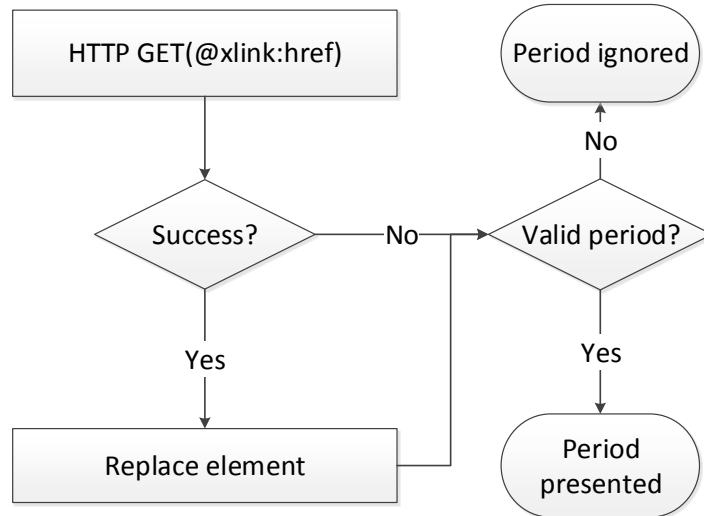 HTTP GET(@xlink:href)
Period ignored
No
Success?
No
Valid period?
Yes
Yes
Replace element
Period
presented